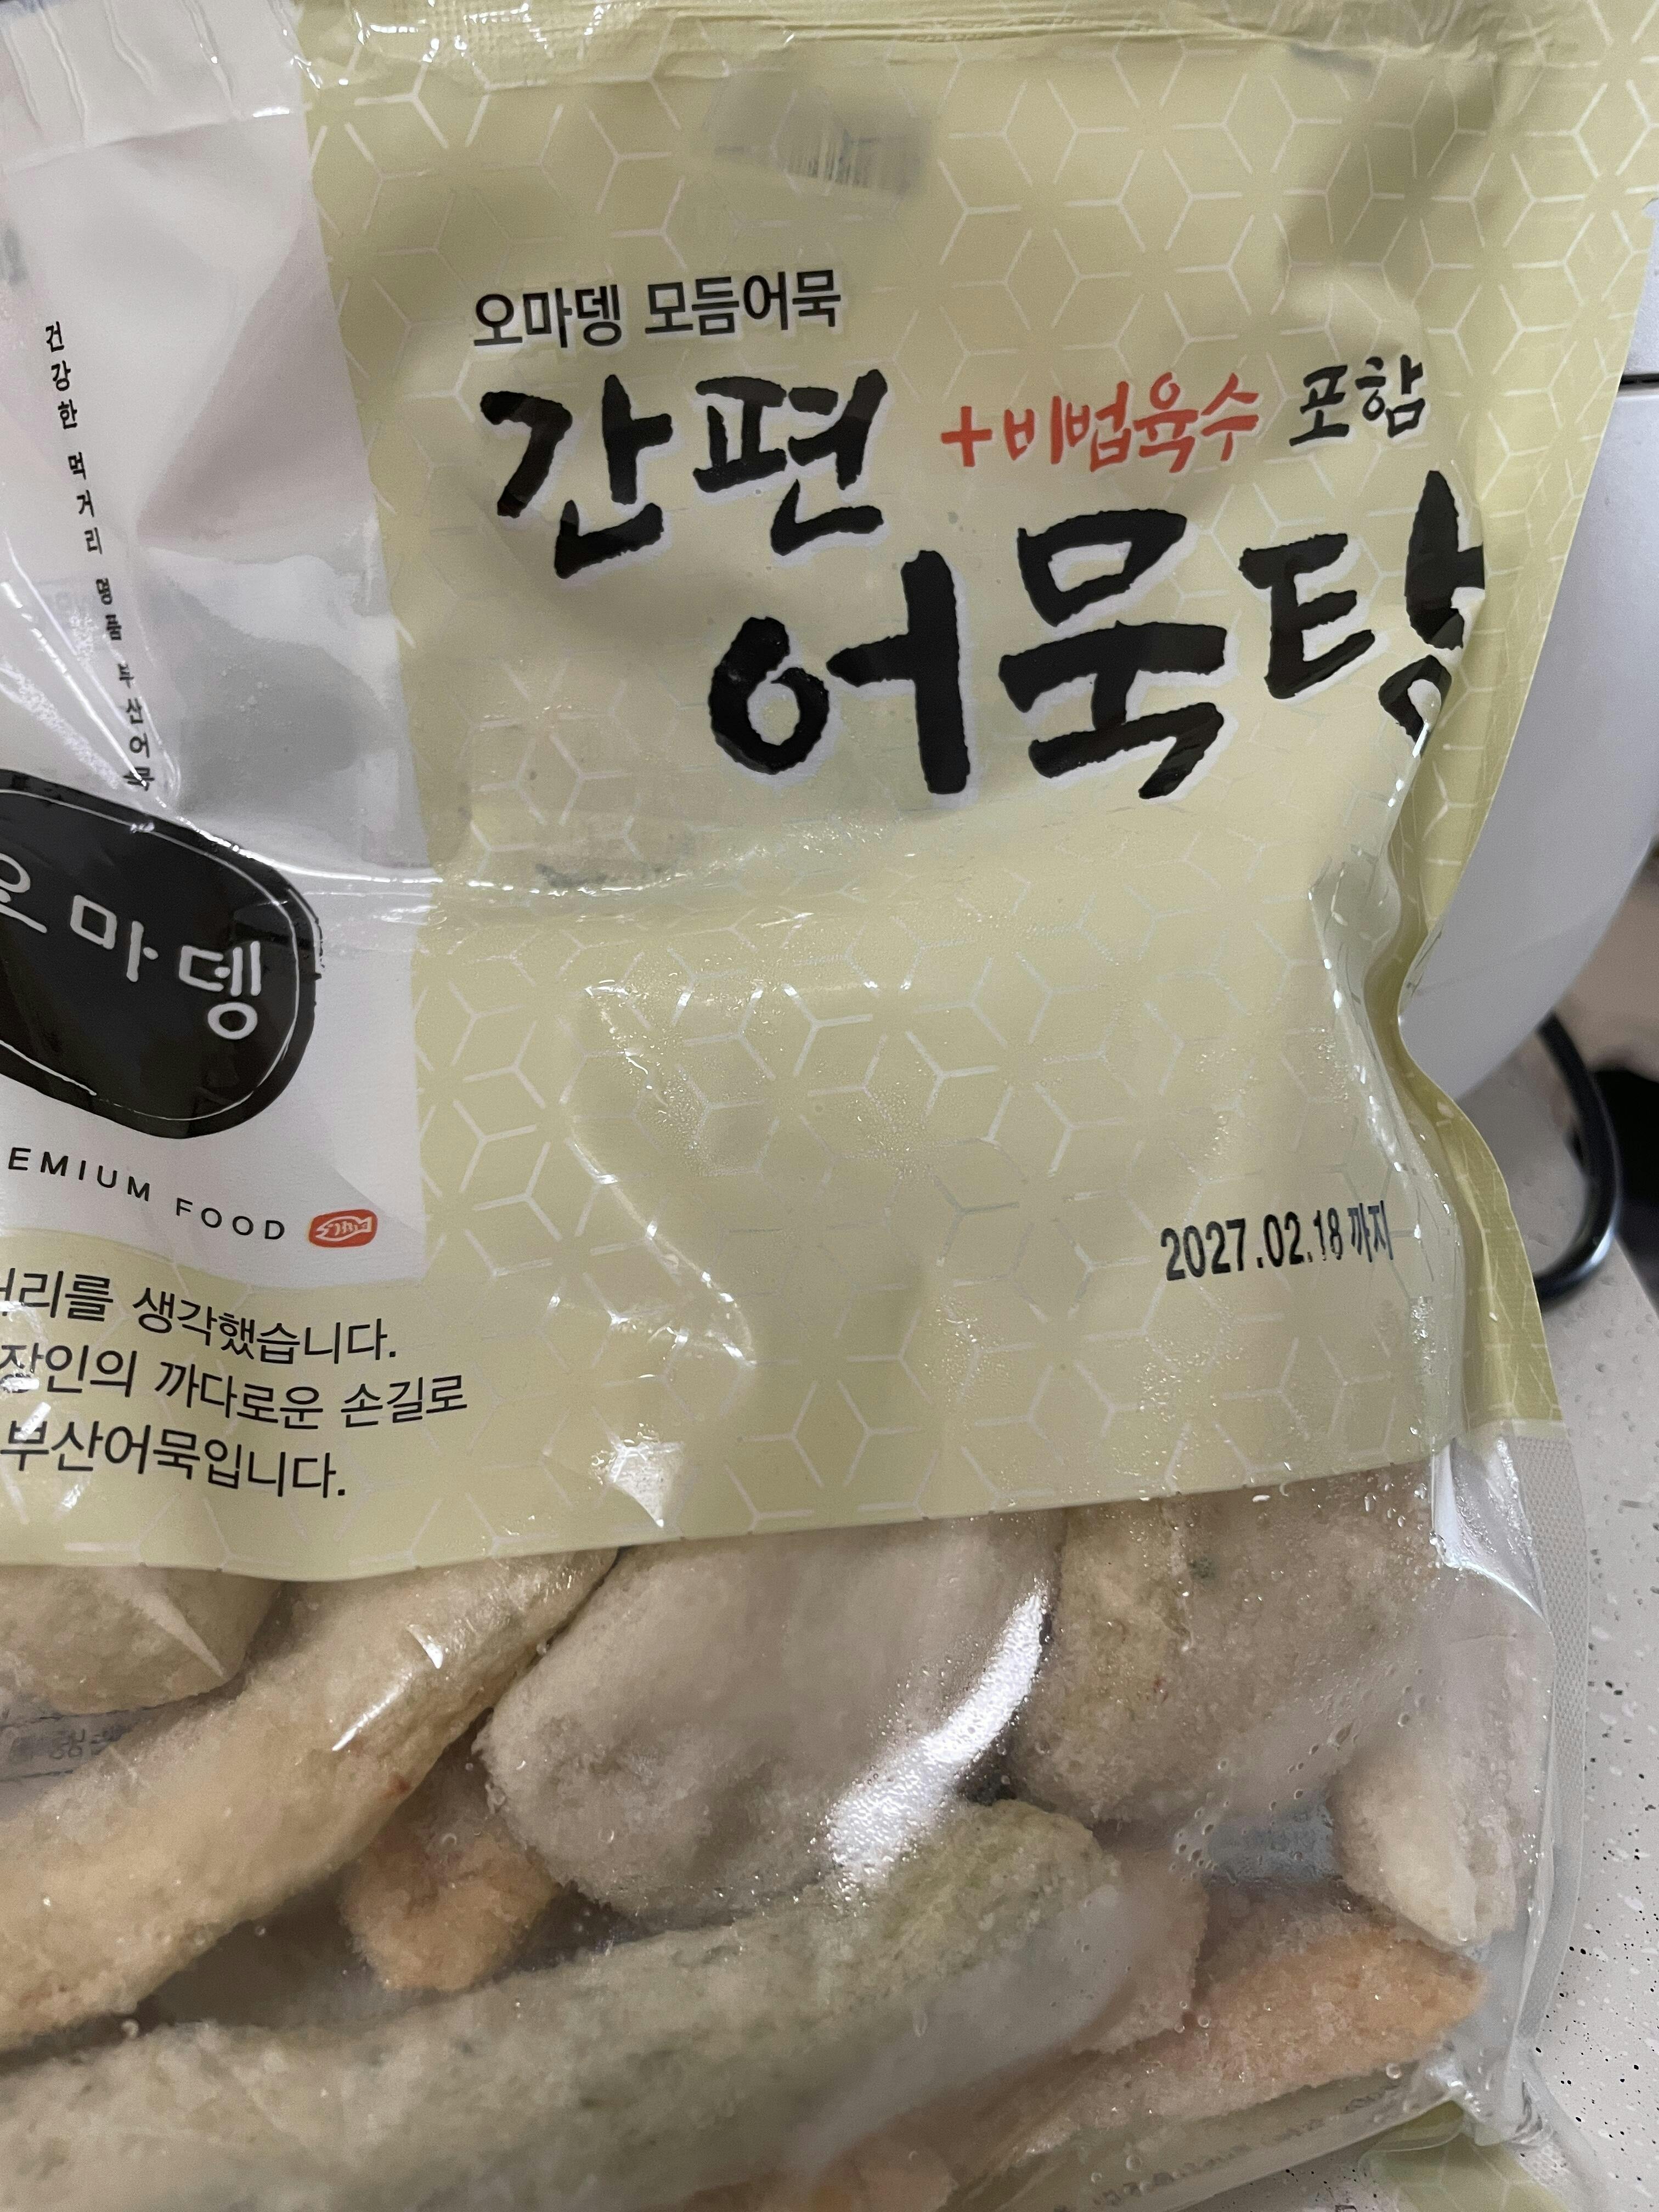 오마뎅 모듬어묵
간편 +비법육수 포함
어묵탕
건강한 먹거리 명품 부산어묵
오마뎅
EMIUM FOOD
2027.02.18 까지
거리를 생각했습니다.
장인의 까다로운 손길로
부산어묵입니다.